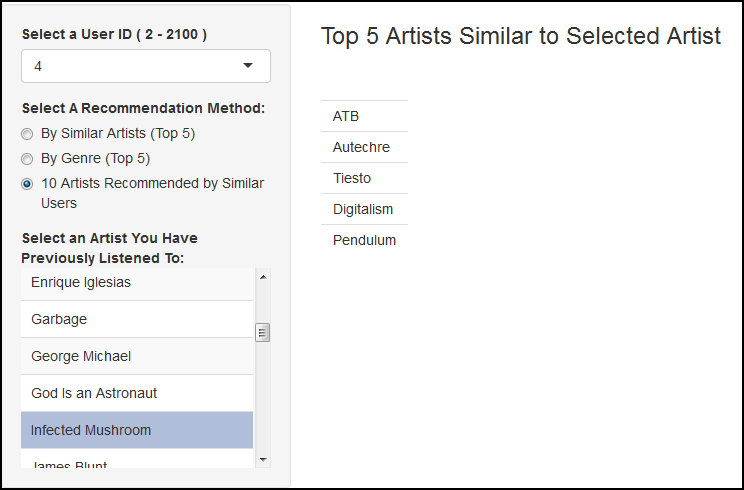 Select a User ID ( 2 - 2100 )
4
Select A Recommendation Method:
By Similar Artists (Top 5)
By Genre (Top 5)
10 Artists Recommended by Similar
Users
Select an Artist You Have
Previously Listened To:
Enrique Iglesias
Garbage
George Michael
God Is an Astronaut
Infected Mushroom
James Blunt
Top 5 Artists Similar to Selected Artist
ATB
Autechre
Tiesto
Digitalism
Pendulum